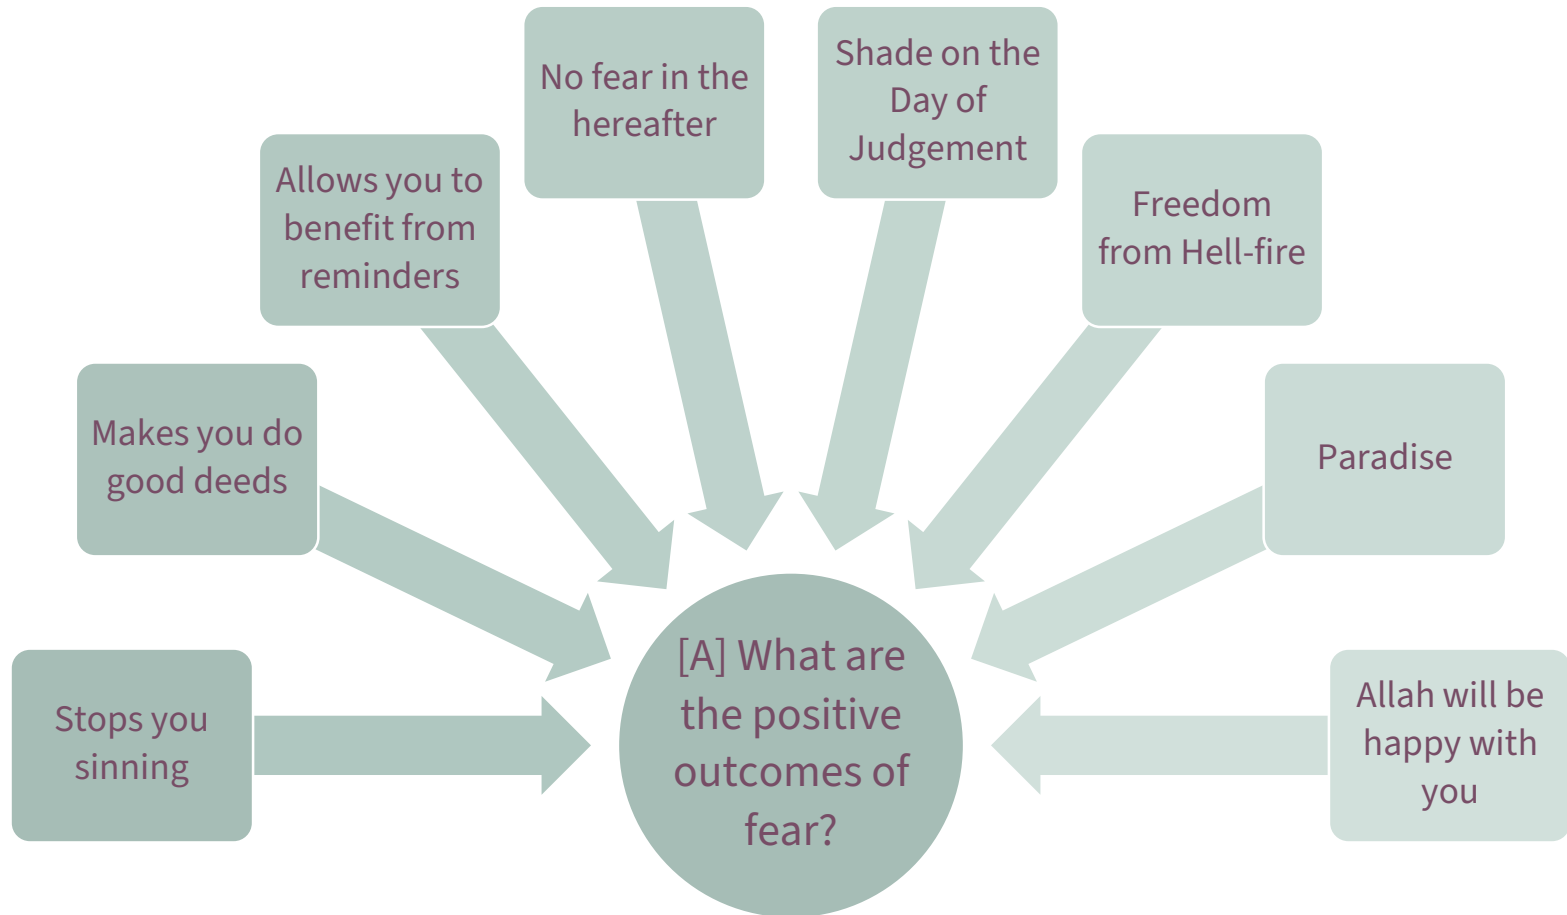 Stops you
sinning
Makes you do
good deeds
Allows you to
benefit from
reminders
No fear in the
hereafter
Shade on the
Day of
Judgement
Freedom
from Hell-fire
Paradise
Allah will be
happy with
you
[A] What are
the positive
outcomes of
fear?